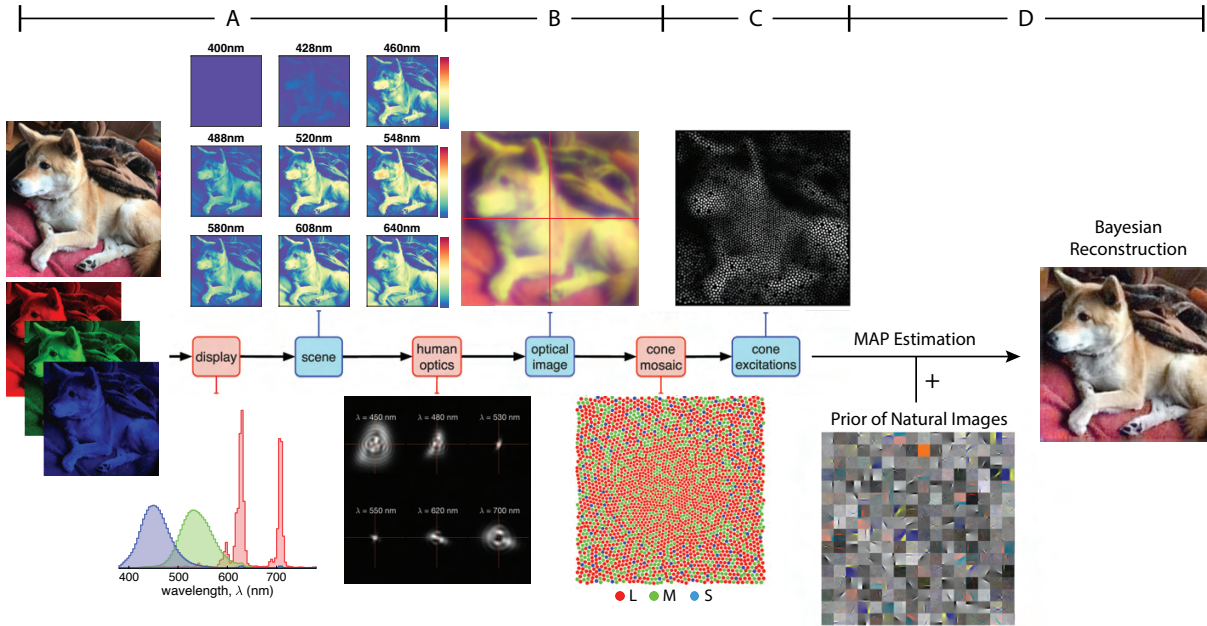 A
B
C
D
400nm
428nm
460nm
488nm
520nm
548nm
580nm
608nm
640nm
Bayesian
Reconstruction
display
scene
human
optics
optical
image
cone
mosaic
cone
excitations
MAP Estimation
+
Prior of Natural Images
λ = 450 nm
λ = 480 nm
λ = 530 nm
λ = 550 nm
λ = 620 nm
λ = 700 nm
400
500
600
700
wavelength, λ (nm)
L
M
S